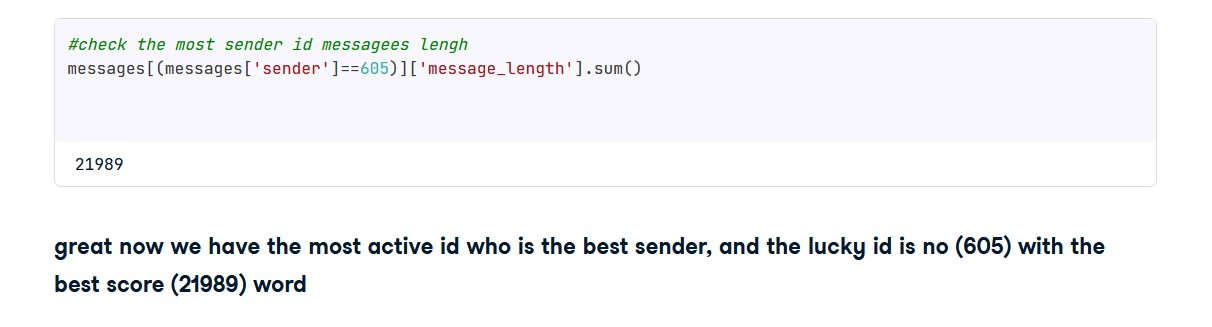 #check the most sender id messagees lengh
messages[(messages['sender']==605)]['message_length'].sum()
21989
great now we have the most active id who is the best sender, and the lucky id is no (605) with the
best score (21989) word